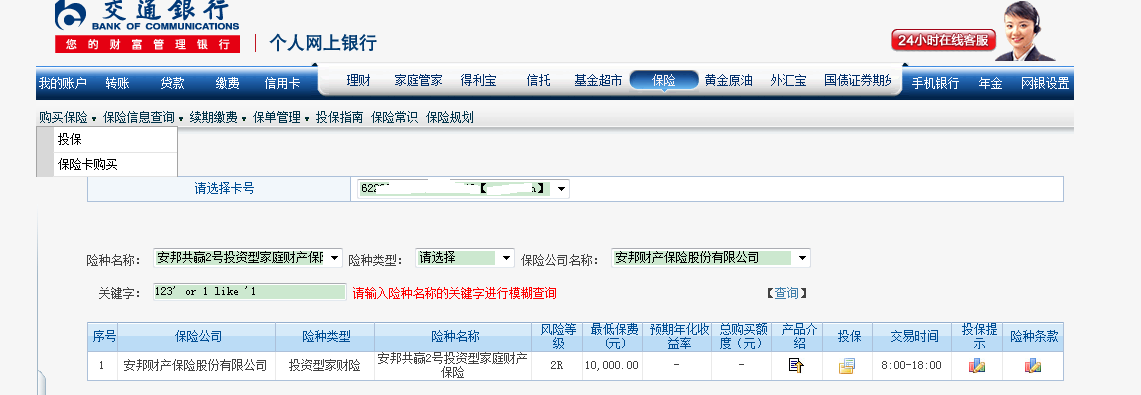 交通銀行
BANK OF COMMUNICATIONS
您的财富管理银行 个人网上银行
24小时在线客服
我的账户 转账 贷款 缴费 信用卡 理财 家庭管家 得利宝 信托 基金超市 保险 黄金原油 外汇宝 国债证券期 手机银行 年金 网银设置
购买保险 保险信息查询 续期缴费 保单管理 投保指南 保险常识 保险规划
投保
保险卡购买
请选择卡号 【 】
险种名称： 安邦共赢2号投资型家庭财产保 险种类型： 请选择 保险公司名称： 安邦财产保险股份有限公司
关键字： 123' or 1 like '1 请输入险种名称的关键字进行模糊查询 【查询】
序号 保险公司 险种类型 险种名称 风险等级 最低保费（元） 预期年化收益率 总购买额度（元） 产品介绍 投保 交易时间 投保提示 险种条款
1 安邦财产保险股份有限公司 投资型家财险 安邦共赢2号投资型家庭财产保险 2R 10,000.00 - - 8:00-18:00